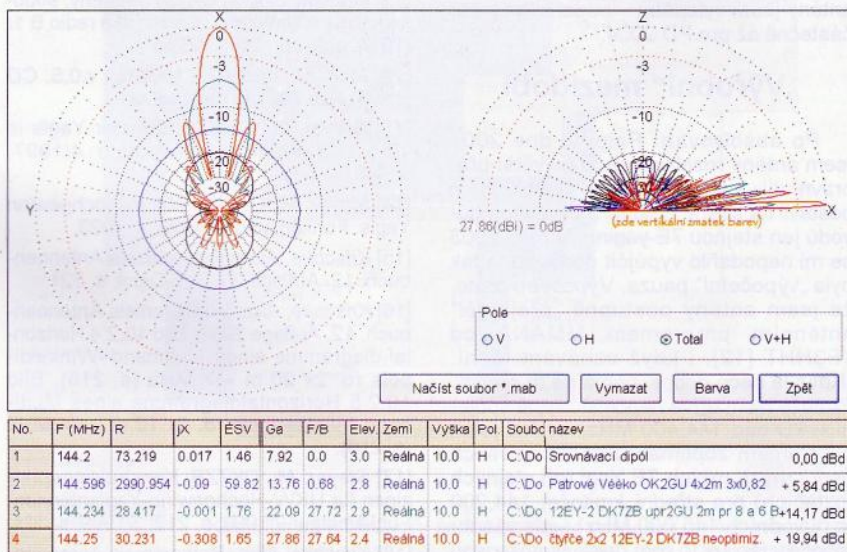 X
0
-3
-10
-20
-30
Y
Z
0
-3
-10
-20
-30
X
27.86(dBi) = 0dB
(zde vertikální zmatek barev)
Pole
V H Total V+H
Načíst soubor *.mab Vymazat Barva Zpět
No. F (MHz) R jX ESV Ga F/B Elev. ZemI Výška Pol. Soubo název
1 144.2 73.219 0.017 1.46 7.92 0.0 3.0 Reálná 10.0 H C:\Do Srovnávací dipól 0,00 dBd
2 144.596 2990.954 -0.09 59.82 13.76 0.68 2.8 Reálná 10.0 H C:\Do Patrové Vééko OK2GU 4x2m 3x0,82 + 5,84 dBd
3 144.234 28.417 -0.001 1.76 22.09 27.72 2.9 Reálná 10.0 H C:\Do 12EY-2 DK7ZB upr2GU 2m pr 8 a 6 B +14,17 dBd
4 144.25 30.231 -0.308 1.65 27.86 27.64 2.4 Reálná 10.0 H C:\Do čtyřče 2x2 12EY-2 DK7ZB neoptimiz. + 19,94 dBd